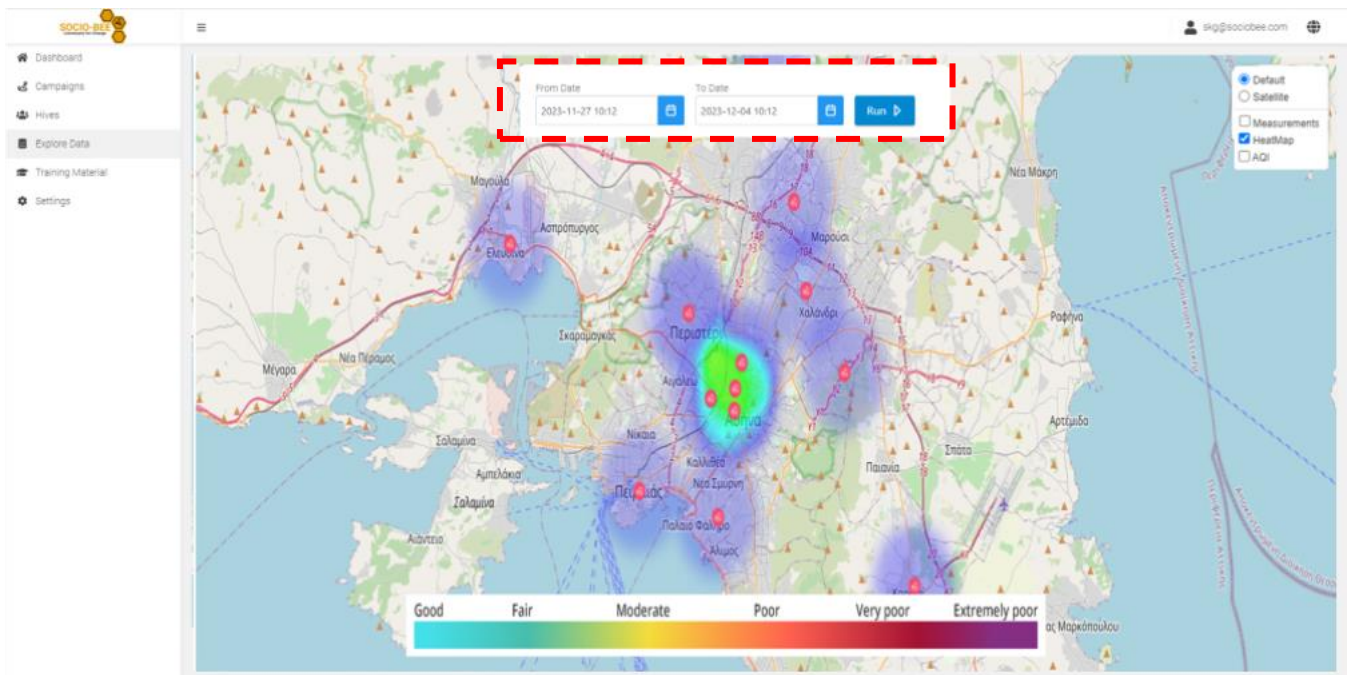 SOCIO-BEE
skg@sociobee.com
Dashboard
Campaigns
Hives
Explore Data
Training Material
Settings
From Date
To Date
2023-11-27 10:12
2023-12-04 10:12
Run
Default
Satellite
Measurements
HeatMap
AQI
Μαγούλα
Ασπρόπυργος
Ελευσίνα
Νέα Μάκρη
Μαρούσι
Χαλάνδρι
Ραφήνα
Σκαραμαγκάς
Περιστέρι
Νέα Πέραμος
Μέγαρα
Αιγάλεω
Αθήνα
Αρτέμιδα
Σαλαμίνα
Νίκαια
Καλλιθέα
Σπάτα
Παιανία
Αμπελάκια
Νέα Σμύρνη
Πειραιάς
Σαλαμίνα
Παλαιό Φάληρο
Αιάντειο
Άλιμος
Good Fair Moderate Poor Very poor Extremely poor
ας Μαρκόπουλου